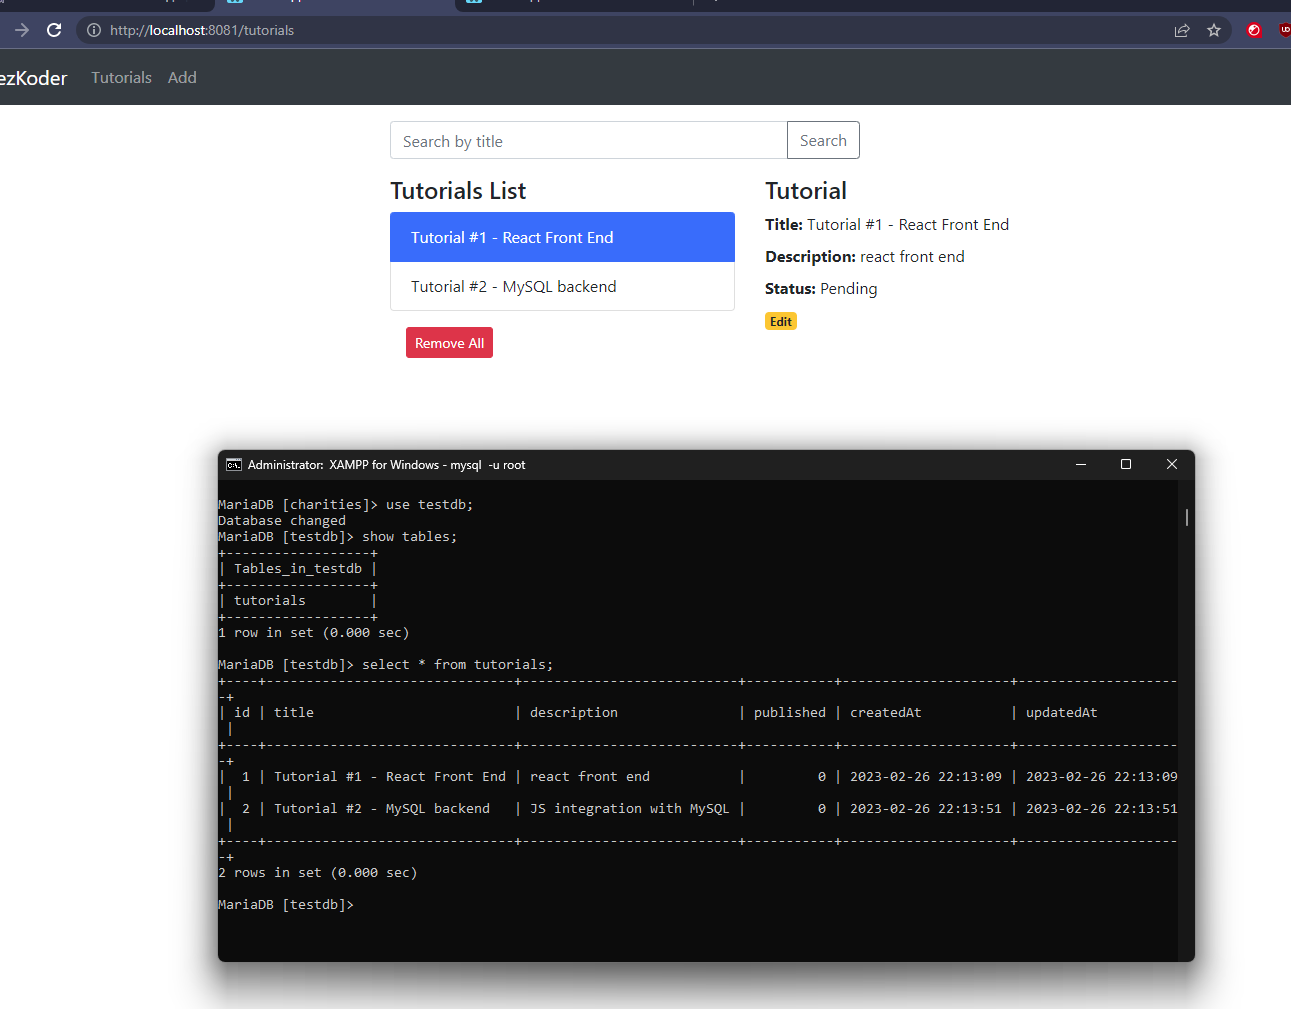 http://localhost:8081/tutorials
ezKoder Tutorials Add
Search by title Search
Tutorials List
Tutorial #1 - React Front End
Tutorial #2 - MySQL backend
Remove All
Tutorial
Title: Tutorial #1 - React Front End
Description: react front end
Status: Pending
Edit
Administrator: XAMPP for Windows - mysql -u root
MariaDB [charities]> use testdb;
Database changed
MariaDB [testdb]> show tables;
+------------------+
| Tables_in_testdb |
+------------------+
| tutorials        |
+------------------+
1 row in set (0.000 sec)
MariaDB [testdb]> select * from tutorials;
+----+-------------------------------+---------------------------+-----------+---------------------+--------------------
-+
| id | title                         | description               | published | createdAt           | updatedAt
 |
+----+-------------------------------+---------------------------+-----------+---------------------+--------------------
-+
|  1 | Tutorial #1 - React Front End | react front end           |         0 | 2023-02-26 22:13:09 | 2023-02-26 22:13:09
 |
|  2 | Tutorial #2 - MySQL backend   | JS integration with MySQL |         0 | 2023-02-26 22:13:51 | 2023-02-26 22:13:51
 |
+----+-------------------------------+---------------------------+-----------+---------------------+--------------------
-+
2 rows in set (0.000 sec)
MariaDB [testdb]>